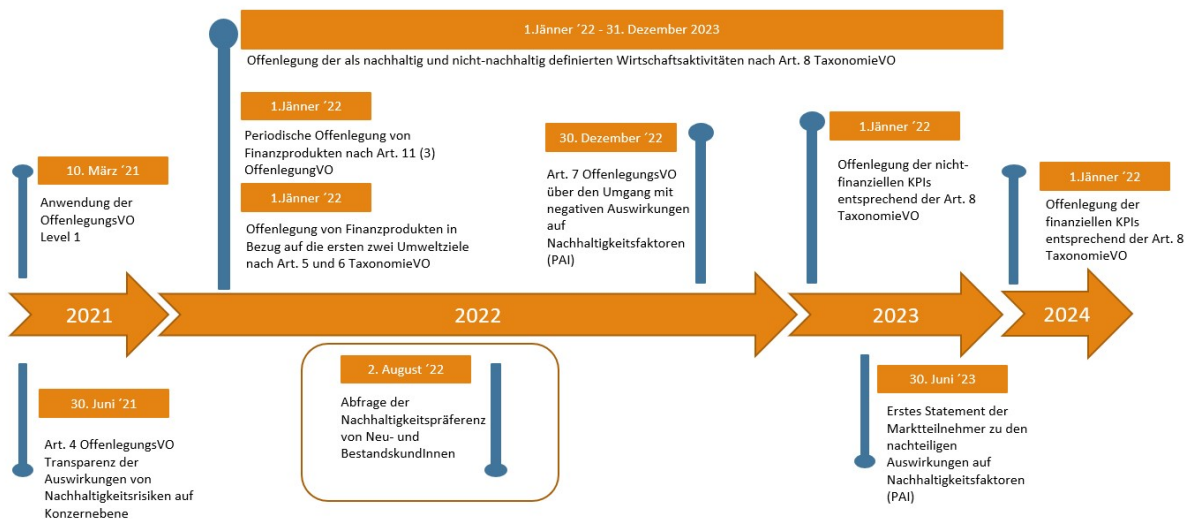 1.Jänner ´22 - 31. Dezember 2023
Offenlegung der als nachhaltig und nicht-nachhaltig definierten Wirtschaftsaktivitäten nach Art. 8 TaxonomieVO
10. März ´21
Anwendung der
OffenlegungsVO
Level 1
1.Jänner ´22
Periodische Offenlegung von
Finanzprodukten nach Art. 11 (3)
OffenlegungVO
1.Jänner ´22
Offenlegung von Finanzprodukten in
Bezug auf die ersten zwei Umweltziele
nach Art. 5 und 6 TaxonomieVO
30. Dezember ´22
Art. 7 OffenlegungsVO
über den Umgang mit
negativen Auswirkungen
auf
Nachhaltigkeitsfaktoren
(PAI)
1.Jänner ´22
Offenlegung der nicht-
finanziellen KPIs
entsprechend der Art. 8
TaxonomieVO
1.Jänner ´22
Offenlegung der
finanziellen KPIs
entsprechend der Art. 8
TaxonomieVO
2021
2022
2023
2024
30. Juni ´21
Art. 4 OffenlegungsVO
Transparenz der
Auswirkungen von
Nachhaltigkeitsrisiken auf
Konzernebene
2. August ´22
Abfrage der
Nachhaltigkeitspräferenz
von Neu- und
BestandskundInnen
30. Juni ´23
Erstes Statement der
Marktteilnehmer zu den
nachteiligen
Auswirkungen auf
Nachhaltigkeitsfaktoren
(PAI)